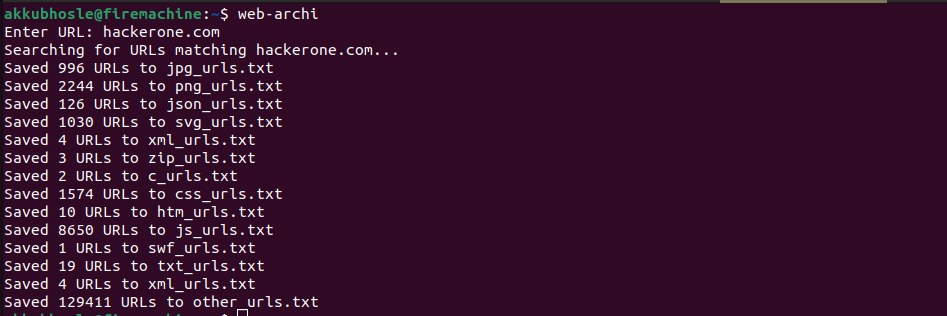 akkubhosle@firemachine:~$ web-archi
Enter URL: hackerone.com
Searching for URLs matching hackerone.com...
Saved 996 URLs to jpg_urls.txt
Saved 2244 URLs to png_urls.txt
Saved 126 URLs to json_urls.txt
Saved 1030 URLs to svg_urls.txt
Saved 4 URLs to xml_urls.txt
Saved 3 URLs to zip_urls.txt
Saved 2 URLs to c_urls.txt
Saved 1574 URLs to css_urls.txt
Saved 10 URLs to htm_urls.txt
Saved 8650 URLs to js_urls.txt
Saved 1 URLs to swf_urls.txt
Saved 19 URLs to txt_urls.txt
Saved 4 URLs to xml_urls.txt
Saved 129411 URLs to other_urls.txt